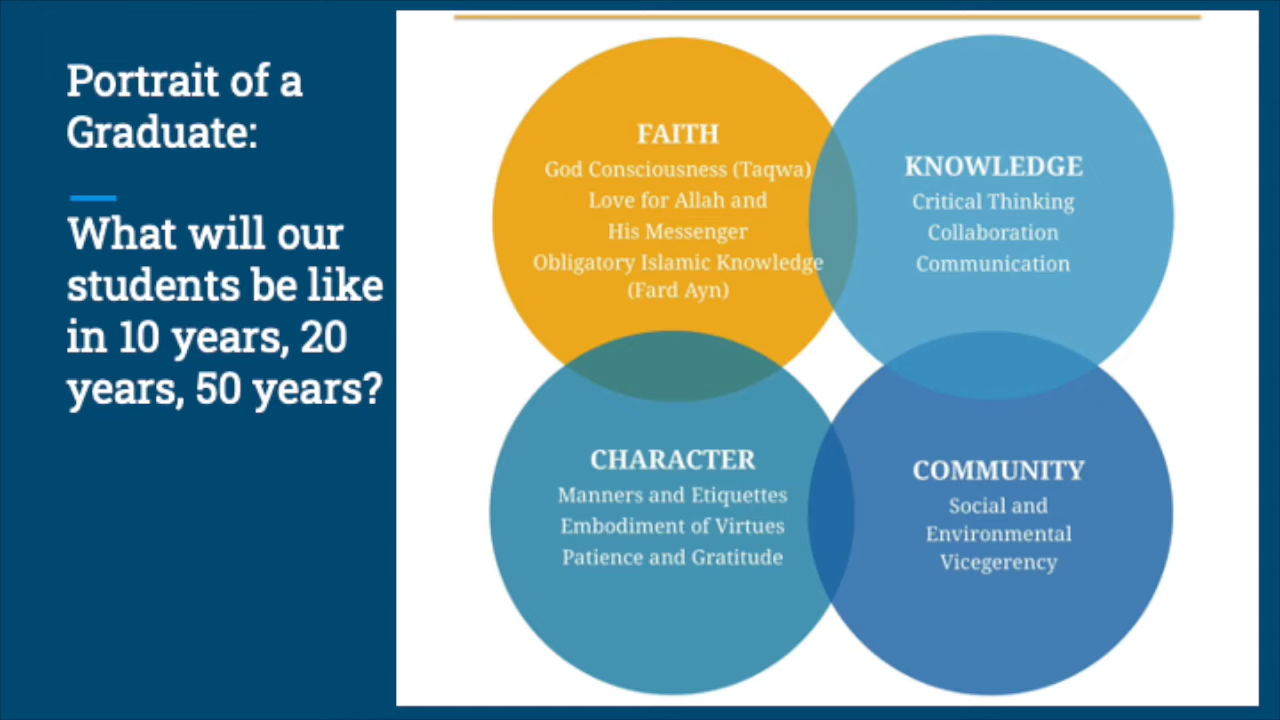 Portrait of a
Graduate:
What will our
students be like
in 10 years, 20
years, 50 years?
FAITH
God Consciousness (Taqwa)
Love for Allah and
His Messenger
Obligatory Islamic Knowledge
(Fard Ayn)
KNOWLEDGE
Critical Thinking
Collaboration
Communication
CHARACTER
Manners and Etiquettes
Embodiment of Virtues
Patience and Gratitude
COMMUNITY
Social and
Environmental
Vicegerency